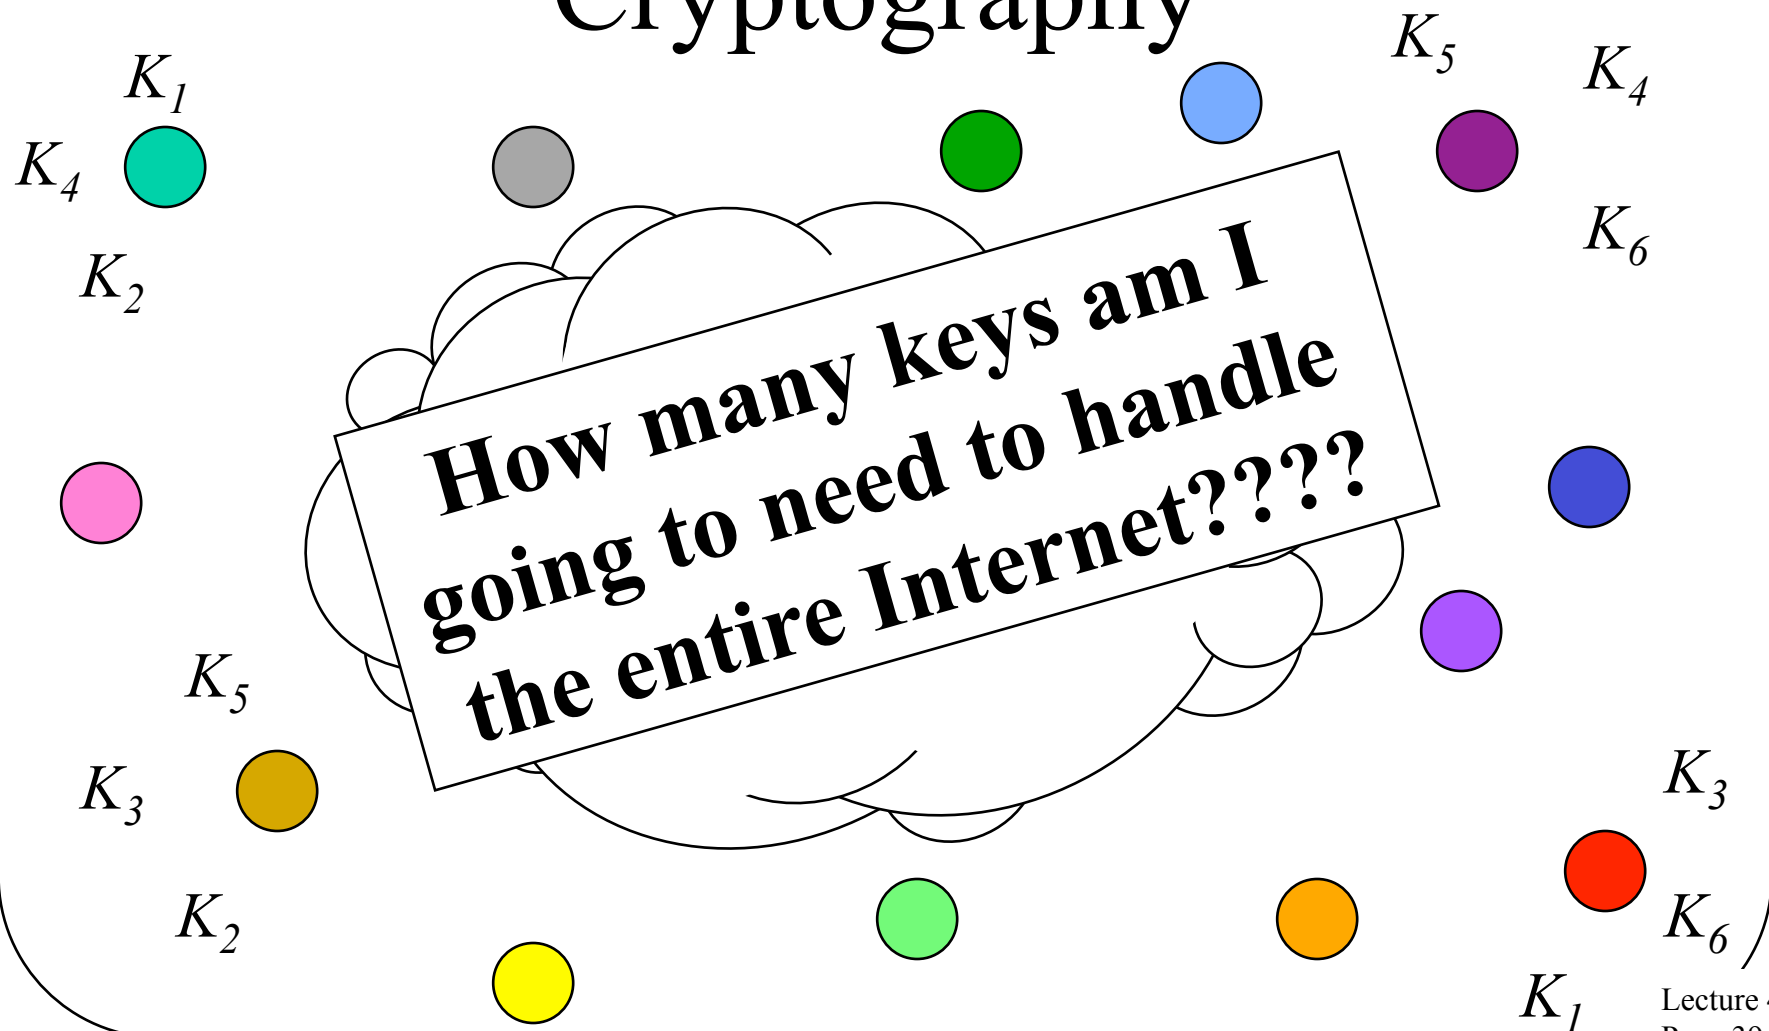 Cryptography
K5
K4
K1
K4
K6
K2
How many keys am I
going to need to handle
the entire Internet????
K5
K3
K3
K2
K6
K1
Lecture